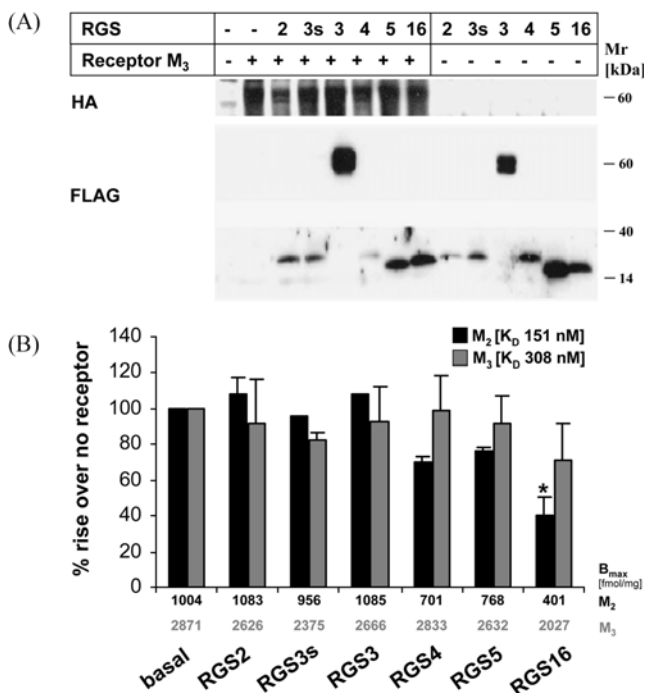 (A)
RGS - - 2 3s 3 4 5 16 2 3s 3 4 5 16
Mr
Receptor M3 - + + + + + + + - - - - - -
[kDa]
HA
– 60
– 60
FLAG
– 40
– 14
(B)
140
120
100
80
60
40
20
0
% rise over no receptor
M2 [KD 151 nM]
M3 [KD 308 nM]
*
Bmax
[fmol/mg]
1004 1083 956 1085 701 768 401 M2
2871 2626 2375 2666 2833 2632 2027 M3
basal RGS2 RGS3s RGS3 RGS4 RGS5 RGS16